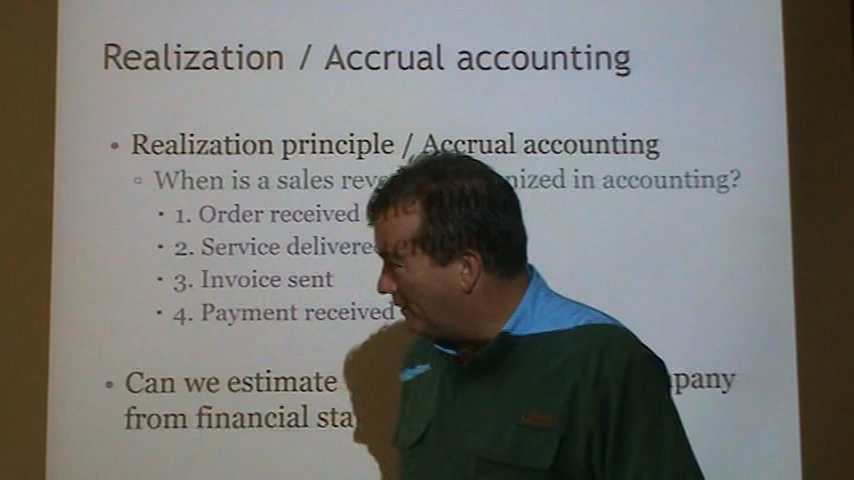 Realization / Accrual accounting
• Realization principle / Accrual accounting
▫ When is a sales reve nized in accounting?
• 1. Order received
• 2. Service delivere
• 3. Invoice sent
• 4. Payment received
• Can we estimate pany
from financial sta